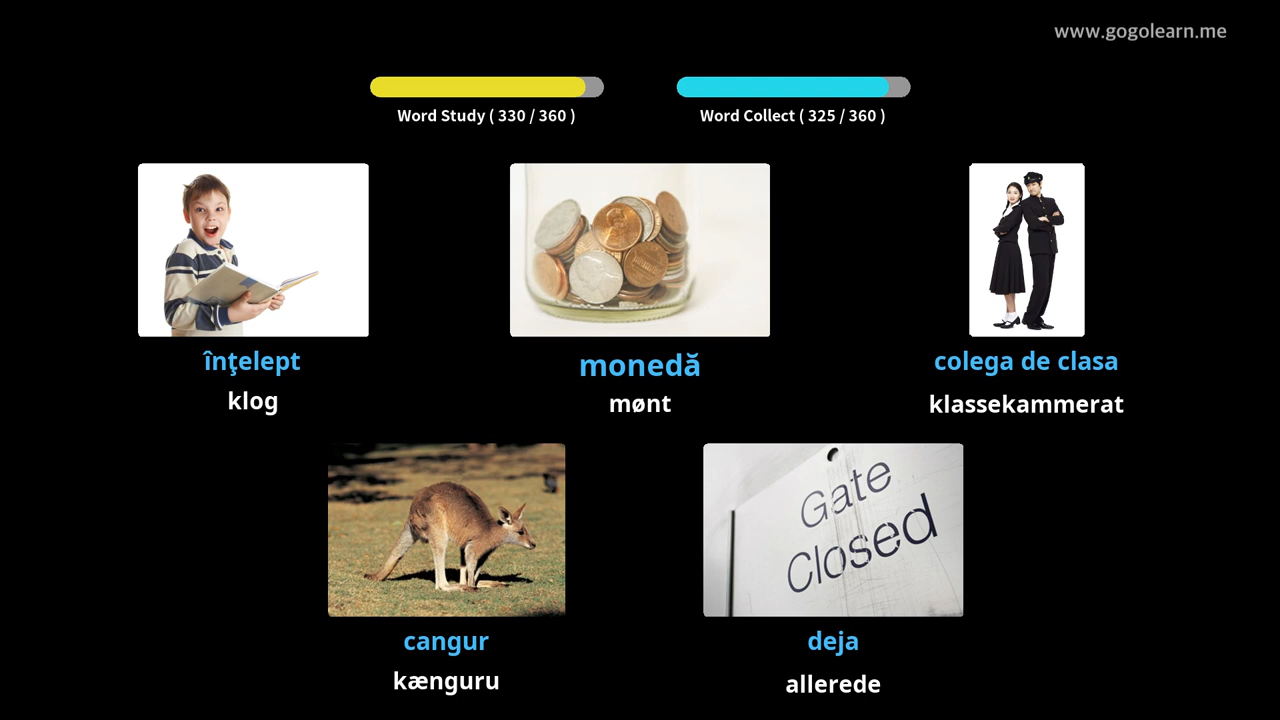 www.gogolearn.me
Word Study ( 330 / 360 )
Word Collect ( 325 / 360 )
înţelept
klog
monedă
mønt
colega de clasa
klassekammerat
Gate
Closed
cangur
kænguru
deja
allerede